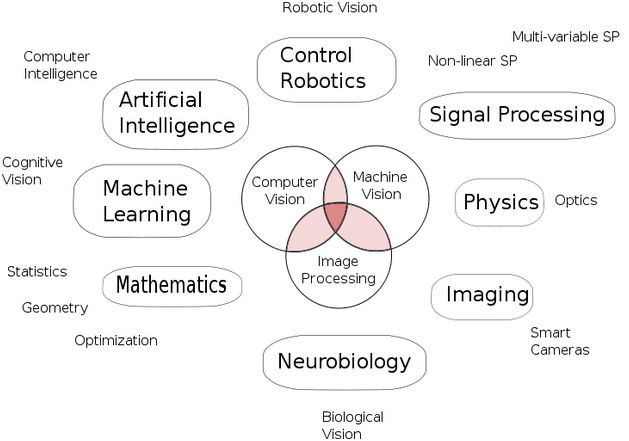 Robotic Vision
Multi-variable SP
Computer
Intelligence
Control
Robotics
Non-linear SP
Artificial
Intelligence
Signal Processing
Cognitive
Vision
Machine
Learning
Computer
Vision
Machine
Vision
Physics
Optics
Image
Processing
Statistics
Mathematics
Geometry
Imaging
Optimization
Smart
Cameras
Neurobiology
Biological
Vision